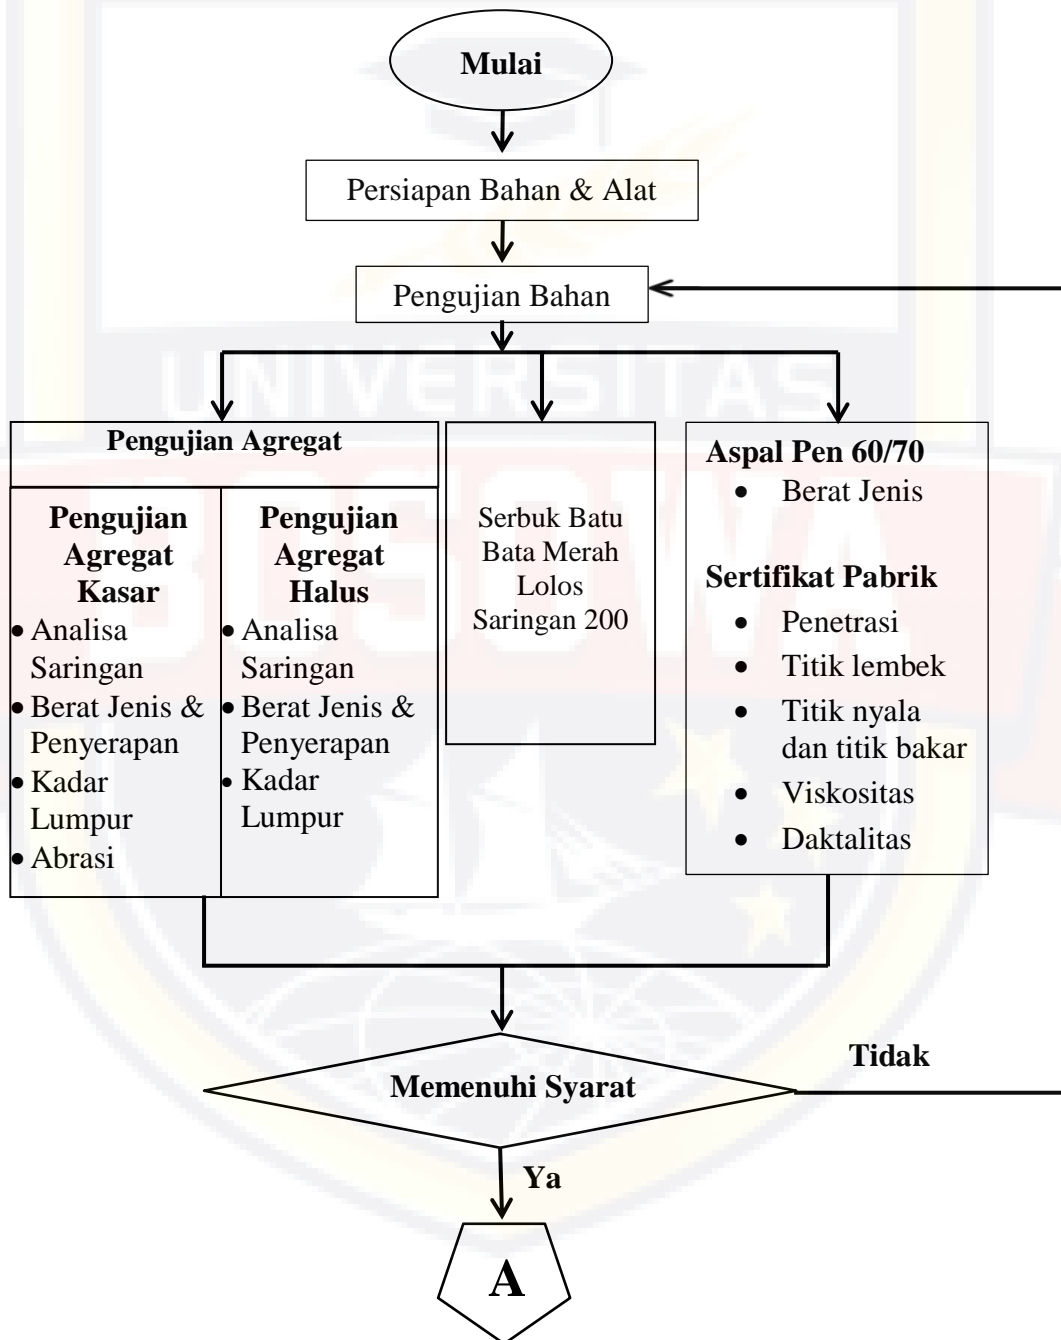 Mulai
Persiapan Bahan & Alat
Pengujian Bahan
UNIVERSITAS
BOSOWA
Pengujian Agregat
Pengujian
Agregat
Kasar
• Analisa
Saringan
• Berat Jenis &
Penyerapan
• Kadar
Lumpur
• Abrasi
Pengujian
Agregat
Halus
• Analisa
Saringan
• Berat Jenis &
Penyerapan
• Kadar
Lumpur
Serbuk Batu
Bata Merah
Lolos
Saringan 200
Aspal Pen 60/70
• Berat Jenis
Sertifikat Pabrik
• Penetrasi
• Titik lembek
• Titik nyala
dan titik bakar
• Viskositas
• Daktalitas
Memenuhi Syarat
Tidak
Ya
A